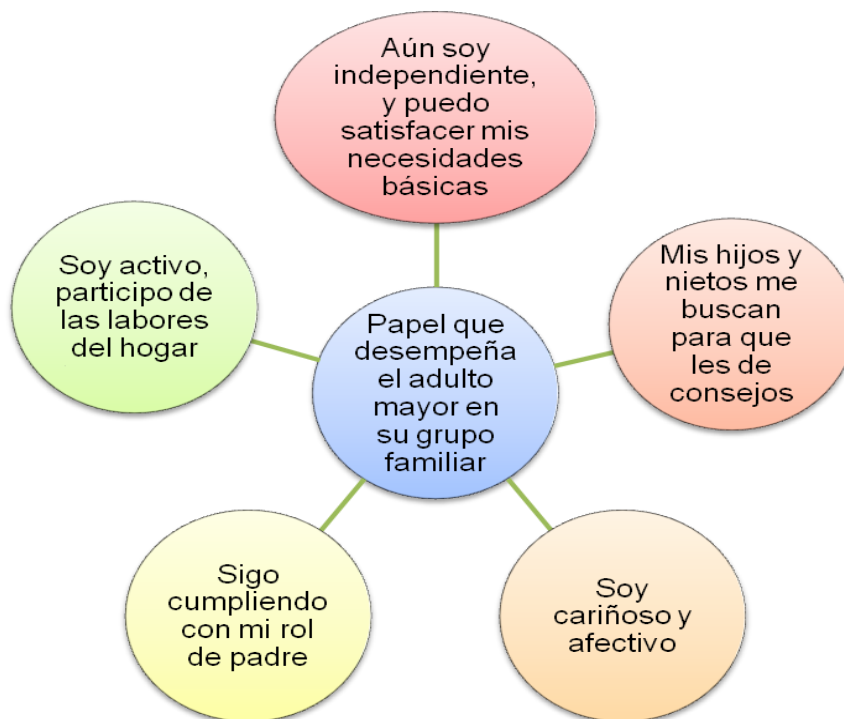 Aún soy
independiente,
y puedo
satisfacer mis
necesidades
básicas
Mis hijos y
nietos me
buscan
para que
les de
consejos
Soy
cariñoso y
afectivo
Sigo
cumpliendo
con mi rol
de padre
Soy activo,
participo de
las labores
del hogar
Papel que
desempeña
el adulto
mayor en
su grupo
familiar